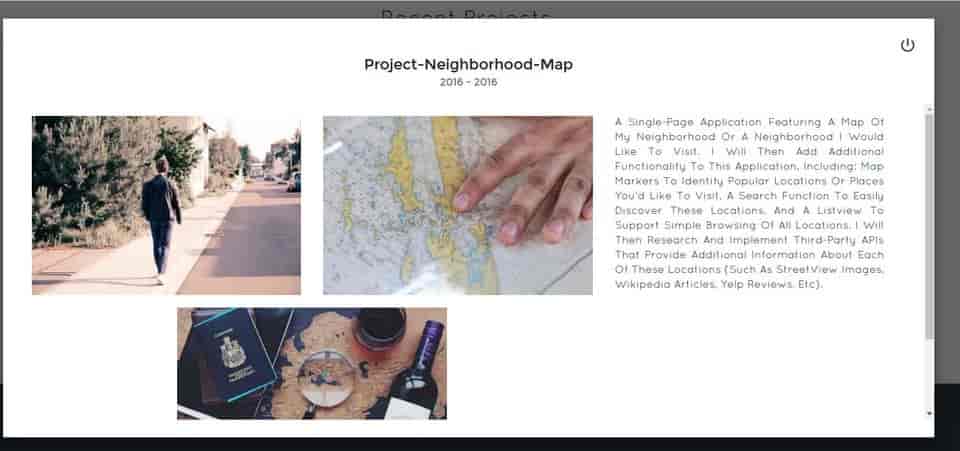 Recent Projects
Project-Neighborhood-Map
2016 - 2016
A Single-Page Application Featuring A Map Of
My Neighborhood Or A Neighborhood I Would
Like To Visit. I Will Then Add Additional
Functionality To This Application, Including: Map
Markers To Identify Popular Locations Or Places
You'd Like To Visit, A Search Function To Easily
Discover These Locations, And A Listview To
Support Simple Browsing Of All Locations. I Will
Then Research And Implement Third-Party APIs
That Provide Additional Information About Each
Of These Locations (Such As StreetView Images,
Wikipedia Articles, Yelp Reviews, Etc).